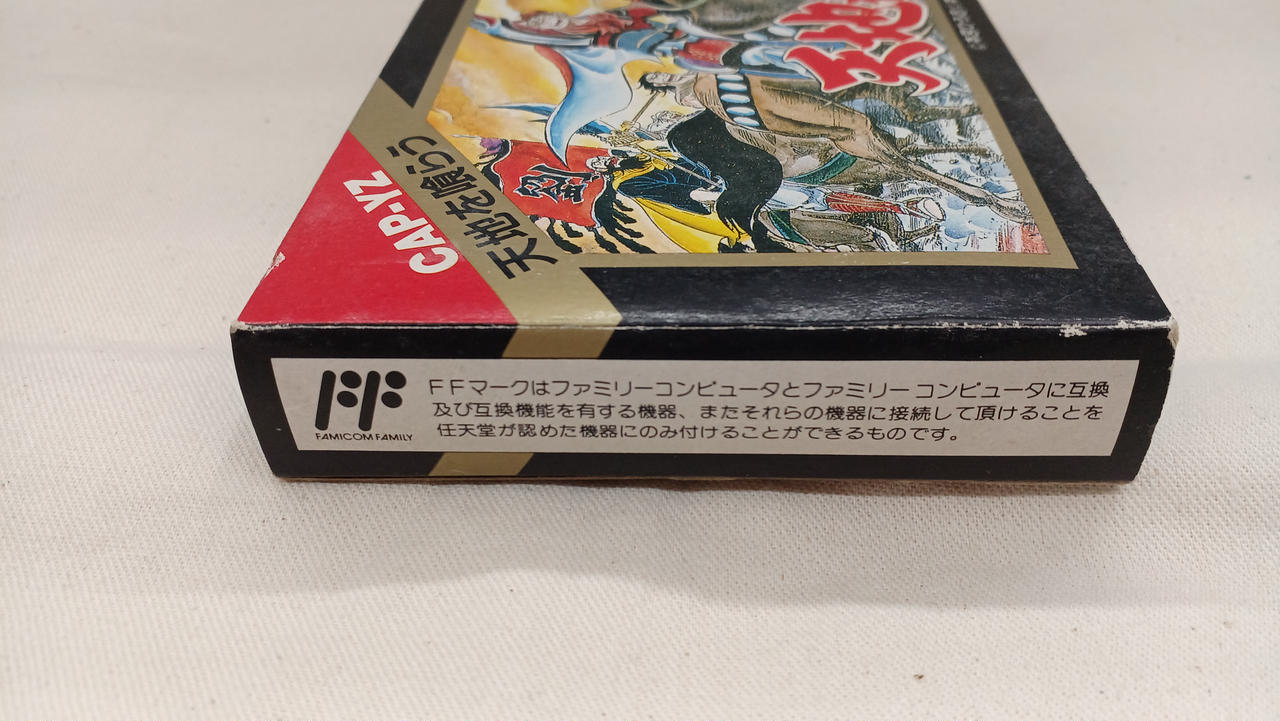 天地
劉
CAP-YZ
天地を喰らう
FAMICOM FAMILY
FFマークはファミリーコンピュータとファミリーコンピュータに互換
及び互換機能を有する機器、またそれらの機器に接続して頂けることを
任天堂が認めた機器にのみ付けることができるものです。